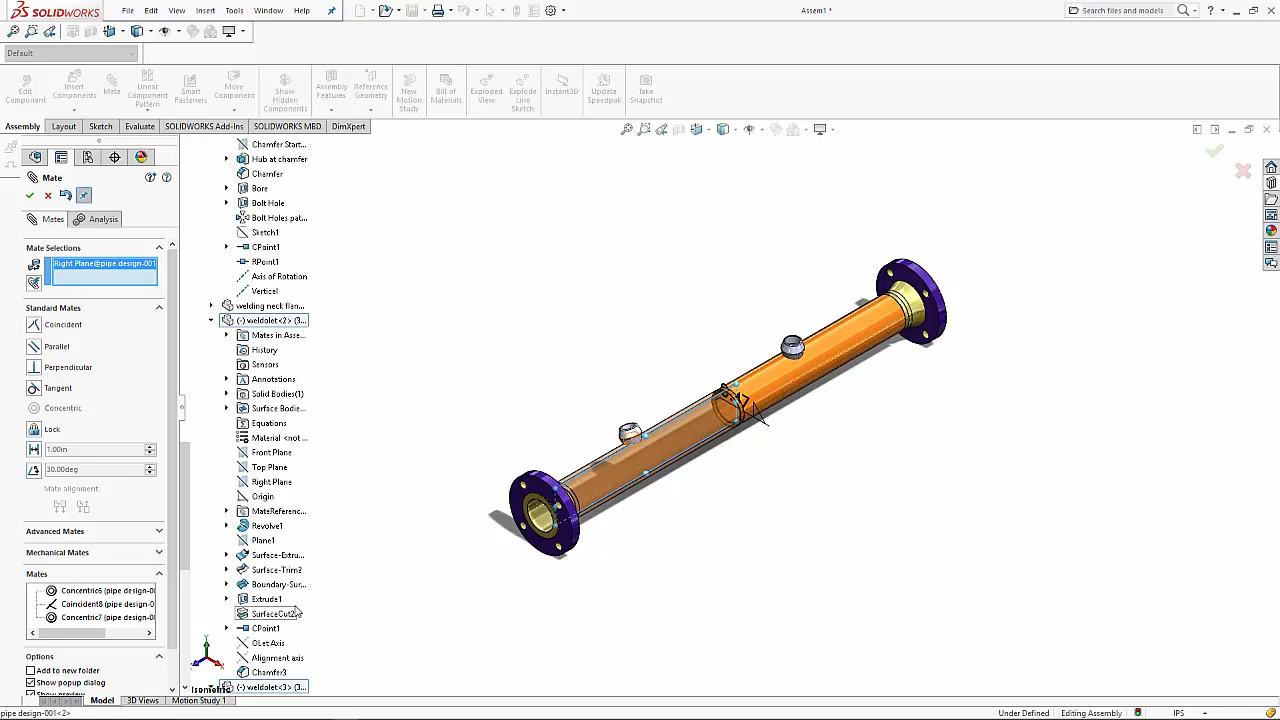 SOLIDWORKS
File Edit View Insert Tools Window Help
Assem1 *
Search files and models
Default
Edit Component
Insert Components
Mate
Linear Component Pattern
Smart Fasteners
Move Component
Show Hidden Components
Assembly Features
Reference Geometry
New Motion Study
Bill of Materials
Exploded View
Explode Line Sketch
Instant3D
Update Speedpak
Take Snapshot
Assembly Layout Sketch Evaluate SOLIDWORKS Add-Ins SOLIDWORKS MBD DimXpert
Mate
Mates Analysis
Mate Selections
Right Plane@pipe design-001
Standard Mates
Coincident
Parallel
Perpendicular
Tangent
Concentric
Lock
1.00in
30.00deg
Mate alignment:
Advanced Mates
Mechanical Mates
Mates
Concentric6 (pipe design-0
Coincident8 (pipe design-0
Concentric7 (pipe design-0
Options
Add to new folder
Show popup dialog
Show preview
Chamfer Start...
Hub at chamfer
Chamfer
Bore
Bolt Hole
Bolt Holes pat...
Sketch1
CPoint1
RPoint1
Axis of Rotation
Vertical
welding neck flan...
(-) weldolet<2> (3...
Mates in Asse...
History
Sensors
Annotations
Solid Bodies(1)
Surface Bodie...
Equations
Material <not ...
Front Plane
Top Plane
Right Plane
Origin
MateReferenc...
Revolve1
Plane1
Surface-Extru...
Surface-Trim2
Boundary-Sur...
Extrude1
SurfaceCut2
CPoint1
OLet Axis
Alignment axis
Chamfer3
(-) weldolet<3> (3...
Y
*Isometric
Model 3D Views Motion Study 1
pipe design-001<2>
Under Defined Editing Assembly IPS